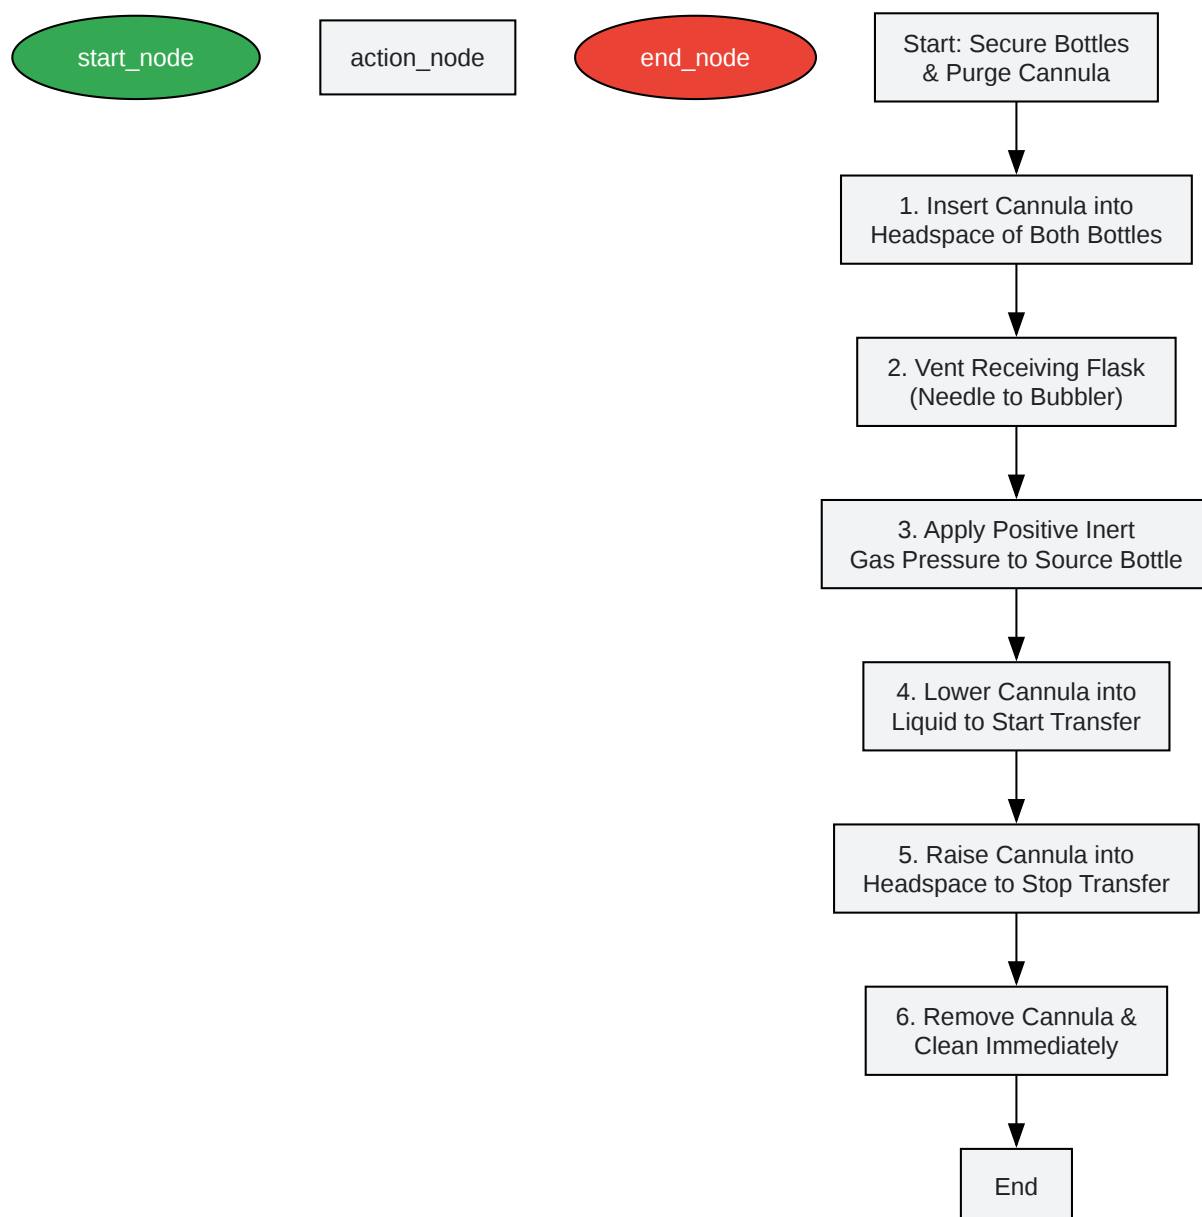 start_node
action_node
end_node
Start: Secure Bottles
& Purge Cannula
1. Insert Cannula into
Headspace of Both Bottles
2. Vent Receiving Flask
(Needle to Bubbler)
3. Apply Positive Inert
Gas Pressure to Source Bottle
4. Lower Cannula into
Liquid to Start Transfer
5. Raise Cannula into
Headspace to Stop Transfer
6. Remove Cannula &
Clean Immediately
End